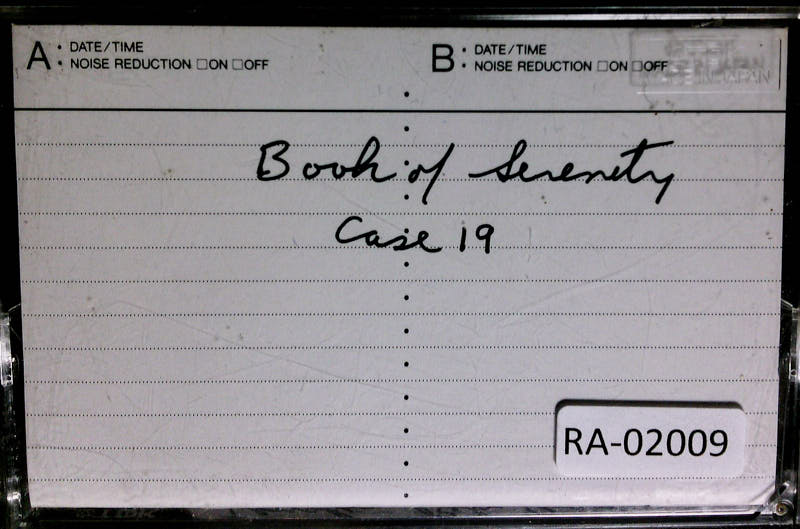 A • DATE/TIME
• NOISE REDUCTION □ON □OFF
B • DATE/TIME
• NOISE REDUCTION □ON □OFF
Book of Serenity
Case 19
RA-02009